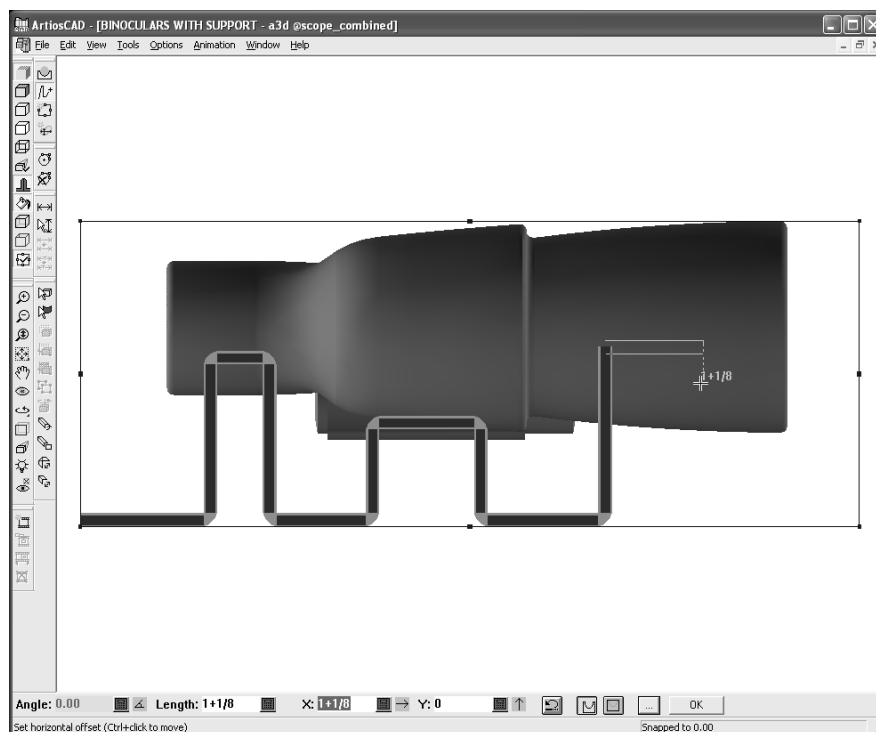 ArtiosCAD - [BINOCULARS WITH SUPPORT - a3d @scope_combined]
File Edit View Tools Options Animation Window Help
1+1/8
Angle: 0.00 Length: 1+1/8 X: 1+1/8 Y: 0 ... OK
Set horizontal offset (Ctrl+click to move) Snapped to 0.00